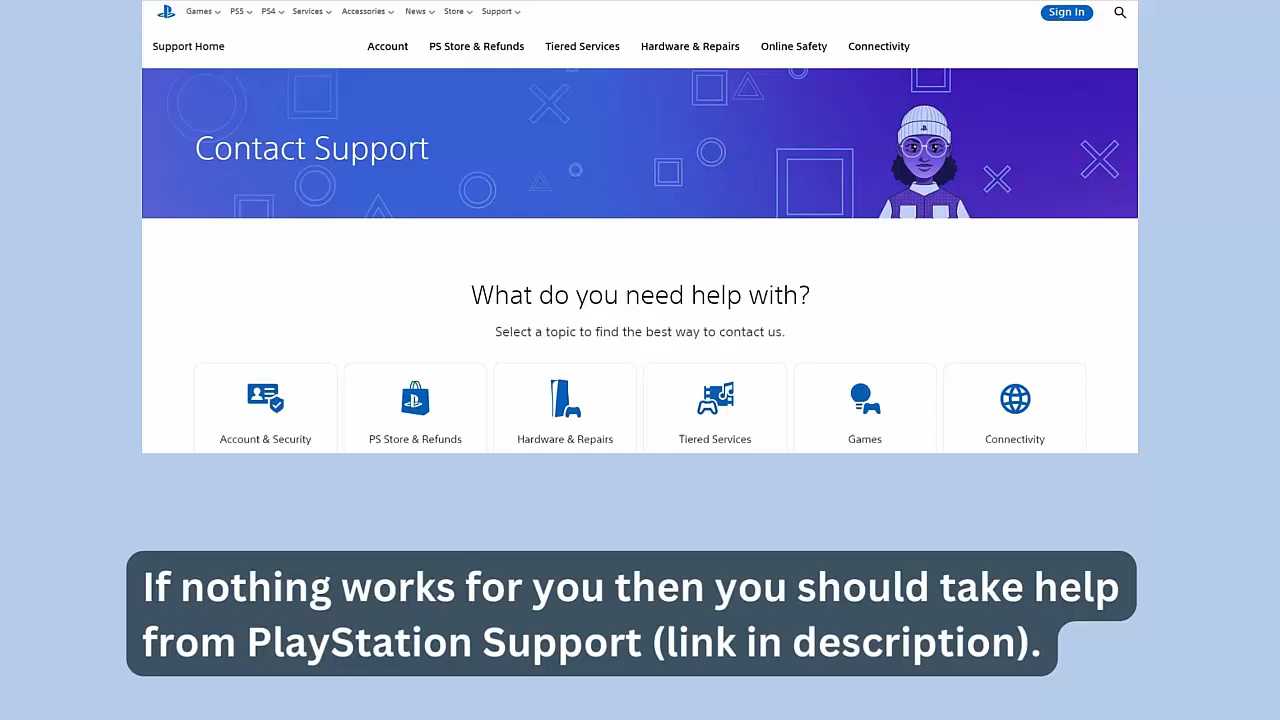 Games PS5 PS4 Services Accessories News Store Support Sign In
Support Home Account PS Store & Refunds Tiered Services Hardware & Repairs Online Safety Connectivity
Contact Support
What do you need help with?
Select a topic to find the best way to contact us.
Account & Security PS Store & Refunds Hardware & Repairs Tiered Services Games Connectivity
If nothing works for you then you should take help
from PlayStation Support (link in description).